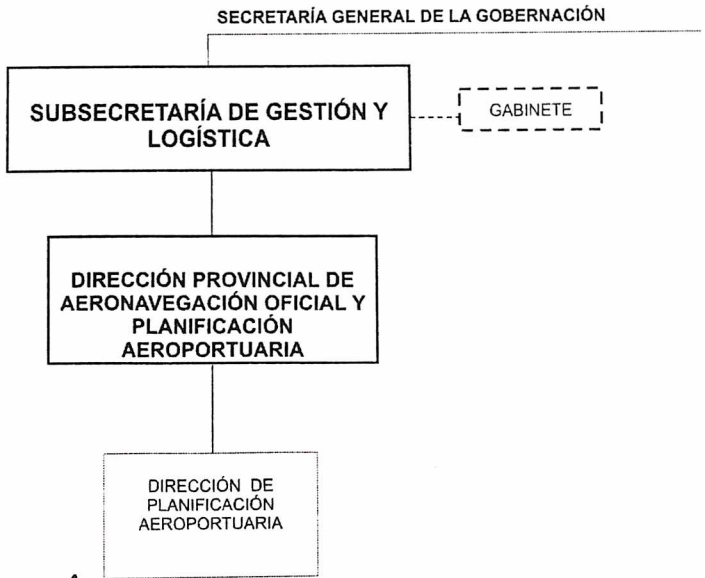 SECRETARÍA GENERAL DE LA GOBERNACIÓN
SUBSECRETARÍA DE GESTIÓN Y
LOGÍSTICA
GABINETE
DIRECCIÓN PROVINCIAL DE
AERONAVEGACIÓN OFICIAL Y
PLANIFICACIÓN
AEROPORTUARIA
DIRECCIÓN DE
PLANIFICACIÓN
AEROPORTUARIA